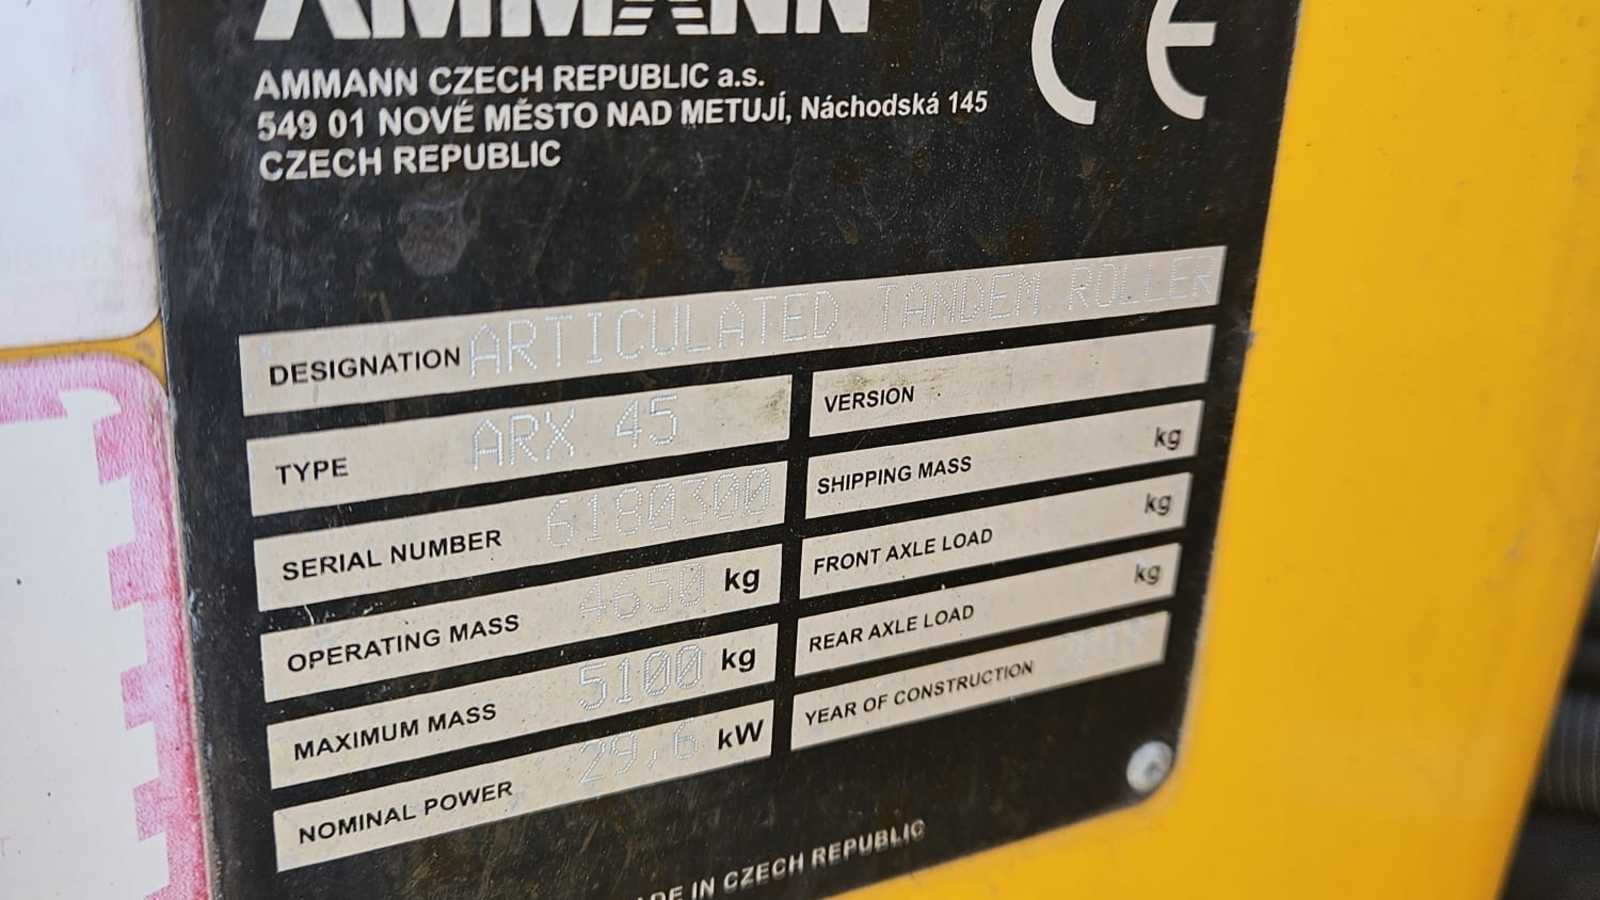 AMMANN
AMMANN CZECH REPUBLIC a.s.
549 01 NOVÉ MĚSTO NAD METUJÍ, Náchodská 145
CZECH REPUBLIC
CE
DESIGNATION ARTICULATED TANDEM ROLLER
TYPE ARX 45
VERSION
SERIAL NUMBER 6180300
SHIPPING MASS kg
OPERATING MASS 4650 kg
FRONT AXLE LOAD kg
MAXIMUM MASS 5100 kg
REAR AXLE LOAD kg
NOMINAL POWER 29,6 kW
YEAR OF CONSTRUCTION
IN CZECH REPUBLIC